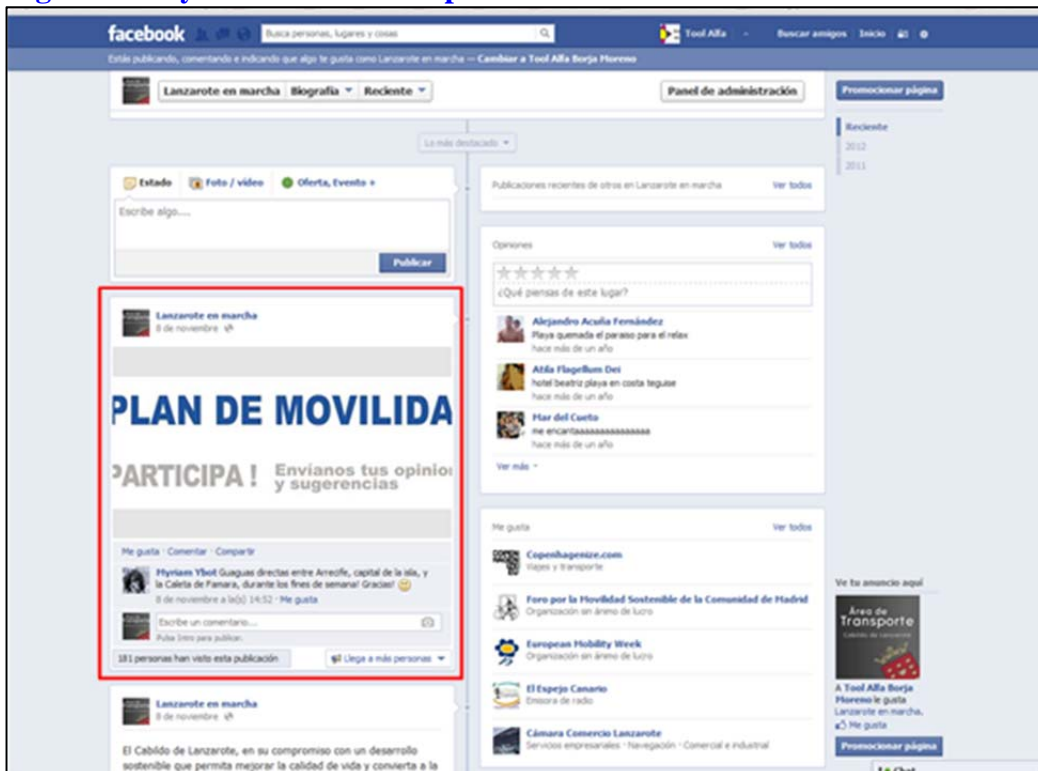 facebook
Busca personas, lugares y cosas
Tool Alfa
Buscar amigos
Inicio
Estás publicando, comentando e indicando que algo te gusta como Lanzarote en marcha — Cambiar a Tool Alfa Borja Moreno
Lanzarote en marcha
Biografía
Reciente
Panel de administración
Promocionar página
Reciente
2012
2011
Lo más destacado
Estado
Foto / vídeo
Oferta, Evento +
Escribe algo....
Publicar
Lanzarote en marcha
8 de noviembre
PLAN DE MOVILIDA
PARTICIPA ! Envíanos tus opinio
y sugerencias
Me gusta · Comentar · Compartir
Myriam Ybot Guaguas directas entre Arrecife, capital de la isla, y
la Caleta de Famara, durante los fines de semana! Gracias!
8 de noviembre a la(s) 14:52 · Me gusta
Escribe un comentario...
Pulsa Intro para publicar.
181 personas han visto esta publicación
Llega a más personas
Lanzarote en marcha
8 de noviembre
El Cabildo de Lanzarote, en su compromiso con un desarrollo
sostenible que permita mejorar la calidad de vida y convierta a la
Publicaciones recientes de otros en Lanzarote en marcha
Ver todos
Opiniones
Ver todos
¿Qué piensas de este lugar?
Alejandro Acuña Fernández
Playa quemada el paraiso para el relax
hace más de un año
Atila Flagellum Dei
hotel beatriz playa en costa teguise
hace más de un año
Mar del Cueto
me encantaaaaaaaaaaaaaaaa
hace más de un año
Ver más
Me gusta
Ver todos
Copenhagenize.com
Viajes y transporte
Foro por la Movilidad Sostenible de la Comunidad de Madrid
Organización sin ánimo de lucro
European Mobility Week
Organización sin ánimo de lucro
El Espejo Canario
Emisora de radio
Cámara Comercio Lanzarote
Servicios empresariales · Navegación · Comercial e industrial
Ve tu anuncio aquí
Área de
Transporte
Cabildo de Lanzarote
A Tool Alfa Borja
Moreno le gusta
Lanzarote en marcha.
Me gusta
Promocionar página
Chat